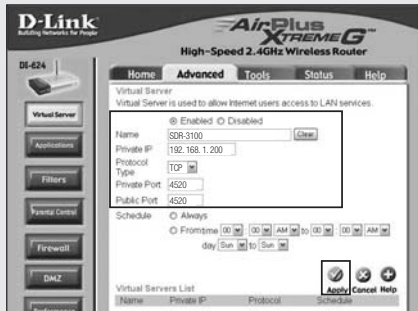 D-Link
Building Networks for People
AirPlus
XTREME G
High-Speed 2.4GHz Wireless Router
DI-624
Home Advanced Tools Status Help
Virtual Server
Virtual Server is used to allow Internet users access to LAN services.
Virtual Server
Enabled Disabled
Name SDR-3100 Clear
Applications
Private IP 192. 168. 1. 200
Protocol Type TCP
Filters
Private Port 4520
Public Port 4520
Parental Control
Schedule Always
From time 00 : 00 AM to 00 : 00 AM
day Sun to Sun
Firewall
DMZ
Apply Cancel Help
Virtual Servers List
Name Private IP Protocol Schedule